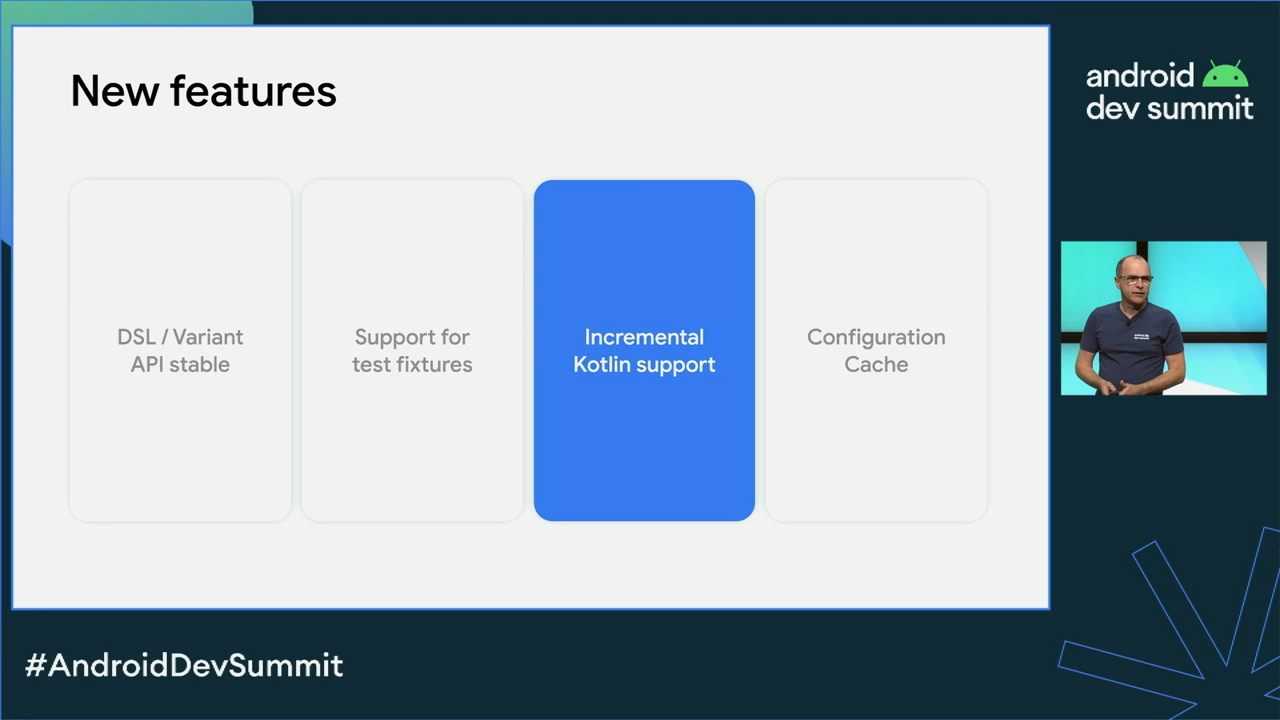 New features
DSL / Variant
API stable
Support for
test fixtures
Incremental
Kotlin support
Configuration
Cache
android
dev summit
#AndroidDevSummit